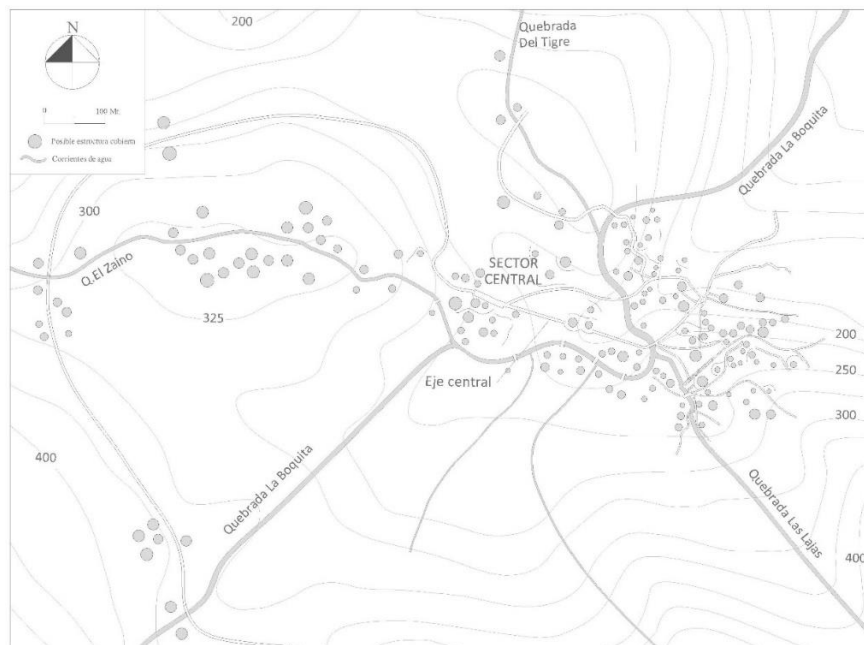 N
0 100 Mt.
Posible estructura cubierta
Corrientes de agua
200
Quebrada
Del Tigre
Quebrada La Boquita
300
Q.El Zaino
SECTOR
CENTRAL
325
200
250
Eje central
300
400
Quebrada La Boquita
Quebrada Las Lajas
400